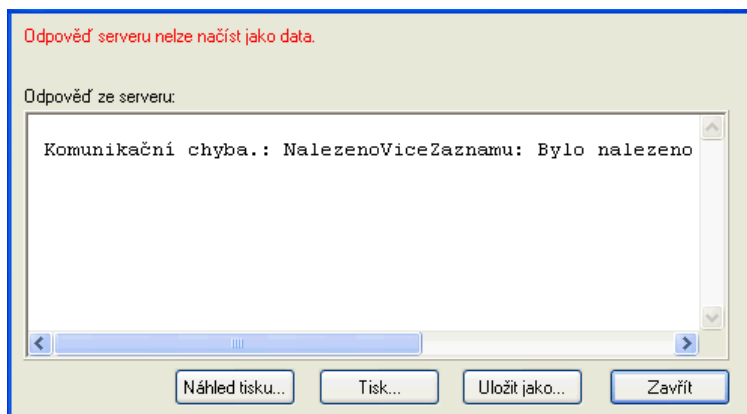 Odpověď serveru nelze načíst jako data.
Odpověď ze serveru:
Komunikační chyba.: NalezenoViceZaznamu: Bylo nalezeno
Náhled tisku... Tisk... Uložit jako... Zavřít